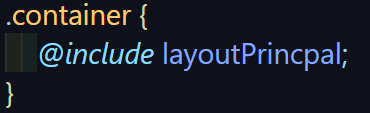 .container {
    @include layoutPrincpal;
}